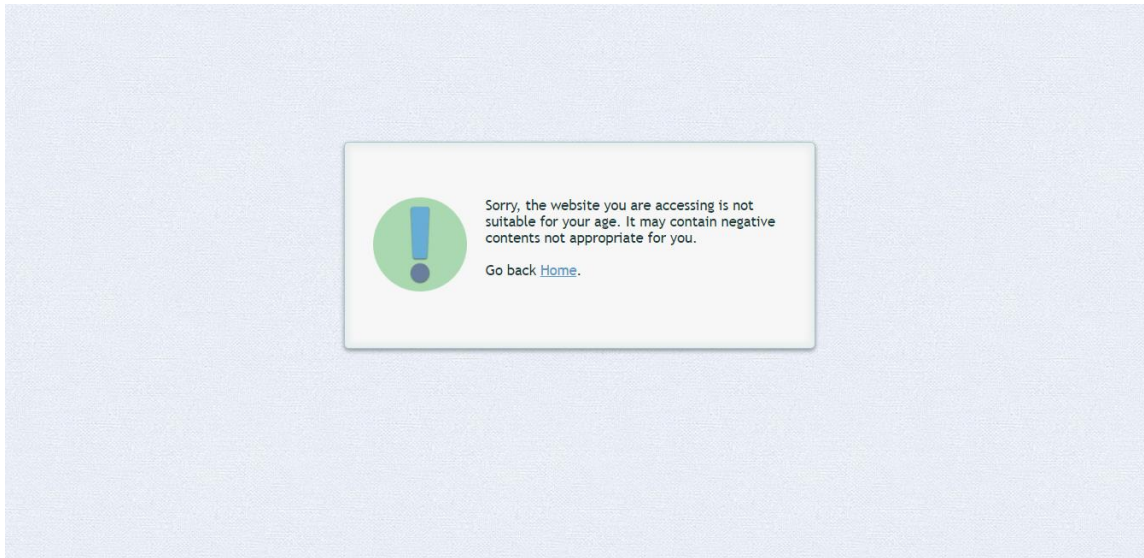 Sorry, the website you are accessing is not
suitable for your age. It may contain negative
contents not appropriate for you.
Go back Home.